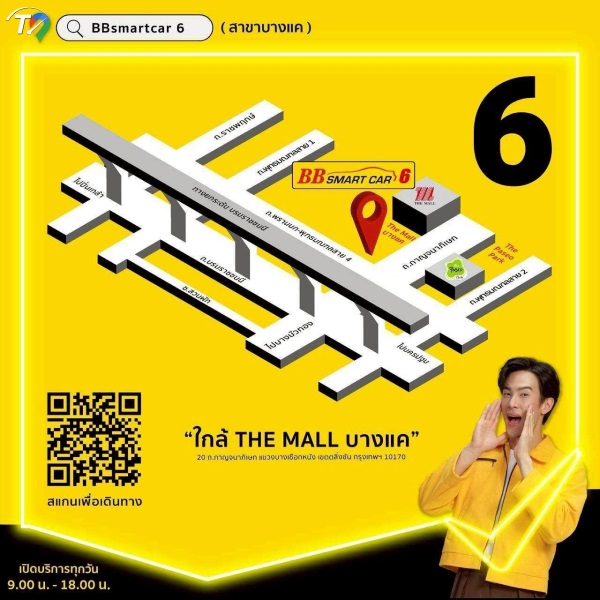 BBsmartcar 6 ( สาขาบางแค )
6
ถ.ราชพฤกษ์
ถ.พุทธมณฑลสาย 1
BB SMART CAR 6
ไปปิ่นเกล้า
ทางยกระดับ บรมราชชนนี
ถ.พรานนก-พุทธมณฑลสาย 4
THE MALL
The Mall
บางแค
ถ.กาญจนาภิเษก
The
Paseo
Park
ถ.บรมราชชนนี
ซ.สวนผัก
ถ.พุทธมณฑลสาย 2
ไปบางบัวทอง
ไปนครปฐม
“ใกล้ THE MALL บางแค”
20 ถ.กาญจนาภิเษก แขวงบางเชือกหนัง เขตตลิ่งชัน กรุงเทพฯ 10170
สแกนเพื่อเดินทาง
เปิดบริการทุกวัน
9.00 น. - 18.00 น.